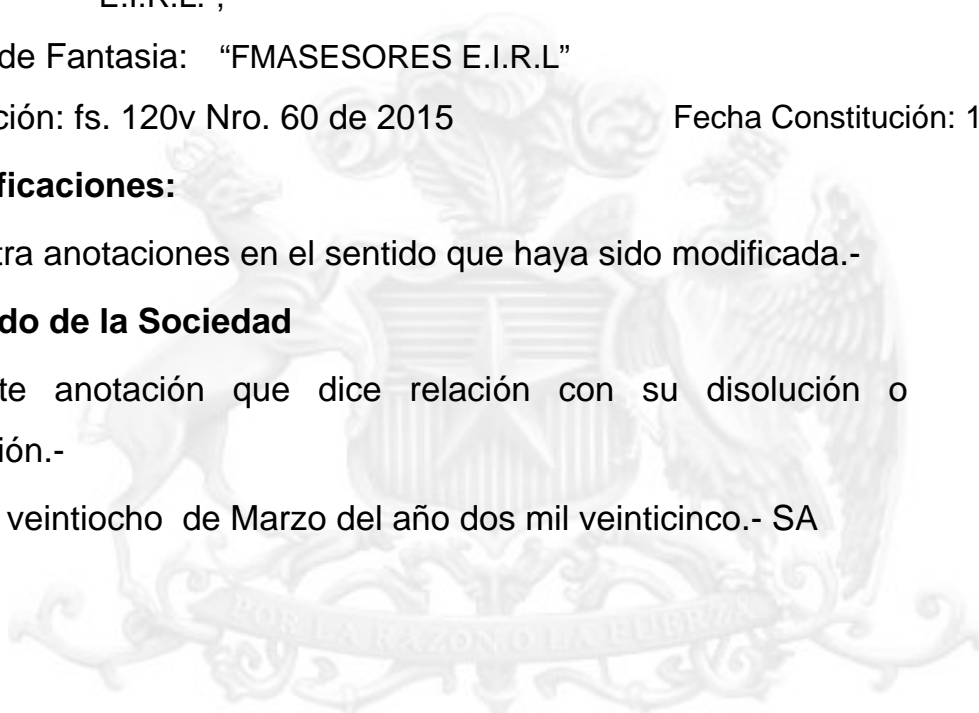 E.I.R.L.”,
de Fantasia: “FMASESORES E.I.R.L”
ción: fs. 120v Nro. 60 de 2015 Fecha Constitución: 1
ficaciones:
tra anotaciones en el sentido que haya sido modificada.-
do de la Sociedad
te anotación que dice relación con su disolución o
ión.-
veintiocho de Marzo del año dos mil veinticinco.- SA
POR LA RAZON O LA FUERZA